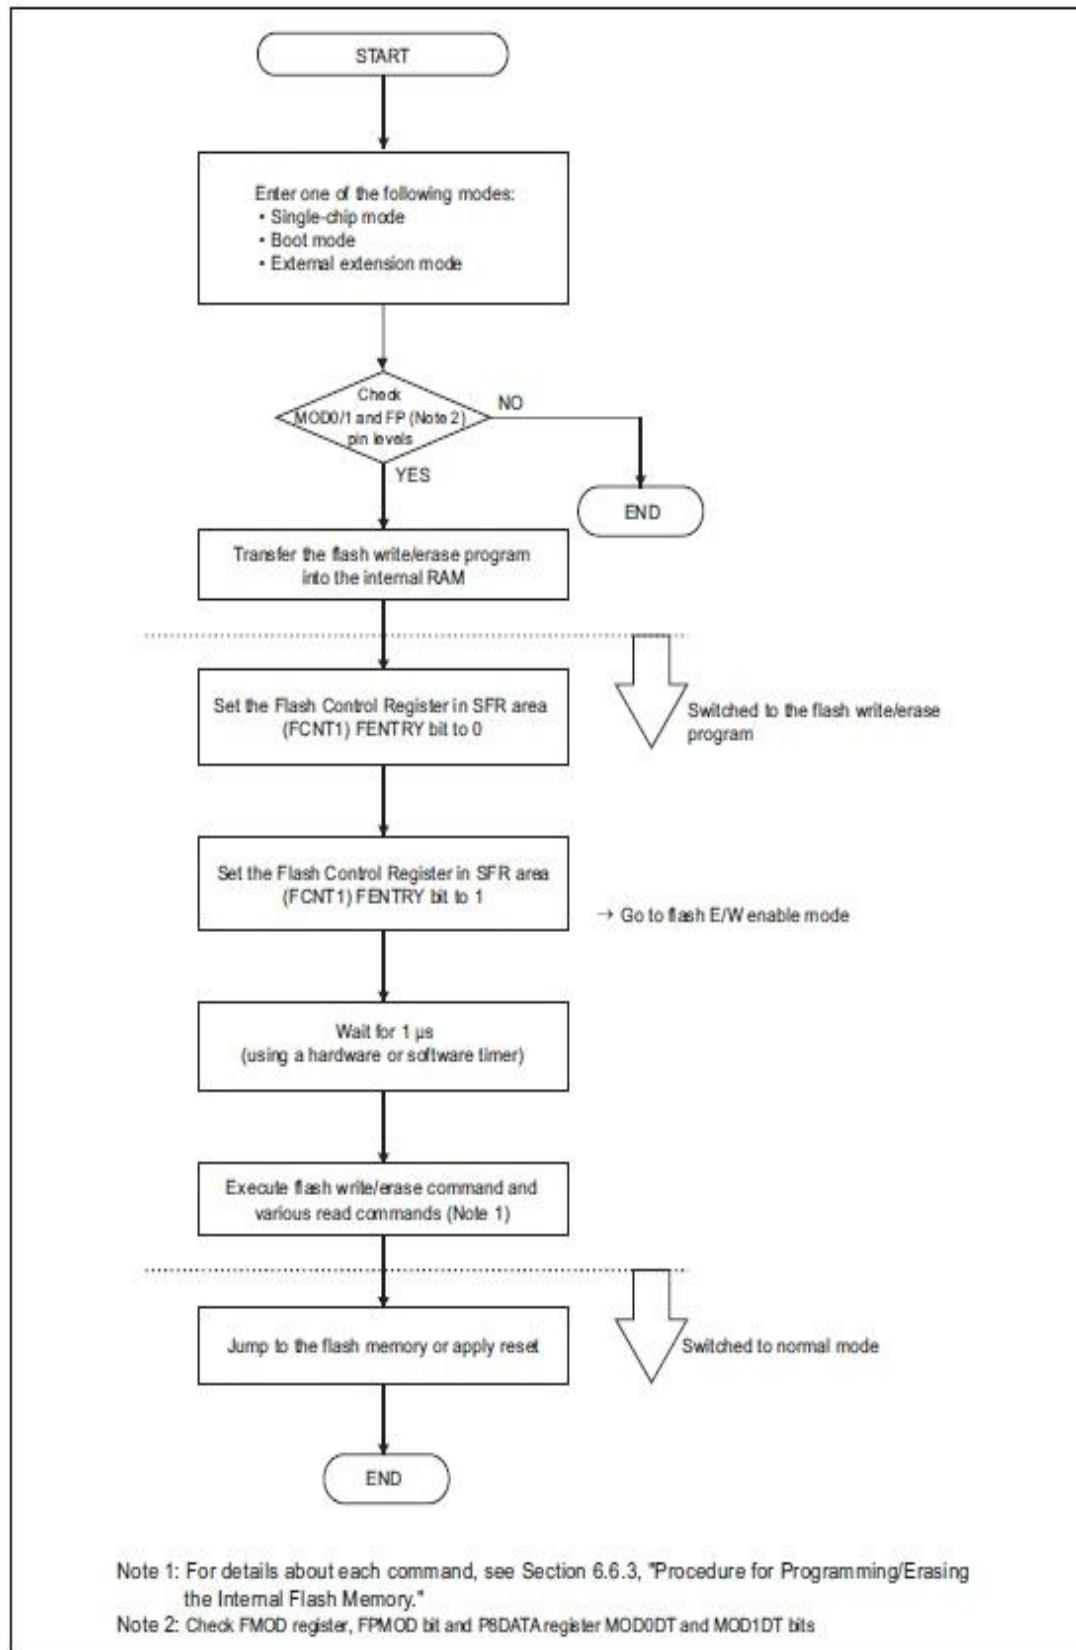 START
Enter one of the following modes:
• Single-chip mode
• Boot mode
• External extension mode
Check
MOD0/1 and FP (Note 2)
pin levels
NO
YES
END
Transfer the flash write/erase program
into the internal RAM
Set the Flash Control Register in SFR area
(FCNT1) FENTRY bit to 0
Switched to the flash write/erase
program
Set the Flash Control Register in SFR area
(FCNT1) FENTRY bit to 1
→ Go to flash E/W enable mode
Wait for 1 µs
(using a hardware or software timer)
Execute flash write/erase command and
various read commands (Note 1)
Jump to the flash memory or apply reset
Switched to normal mode
END
Note 1: For details about each command, see Section 6.6.3, "Procedure for Programming/Erasing
the Internal Flash Memory."
Note 2: Check FMOD register, FPMOD bit and P8DATA register MOD0DT and MOD1DT bits